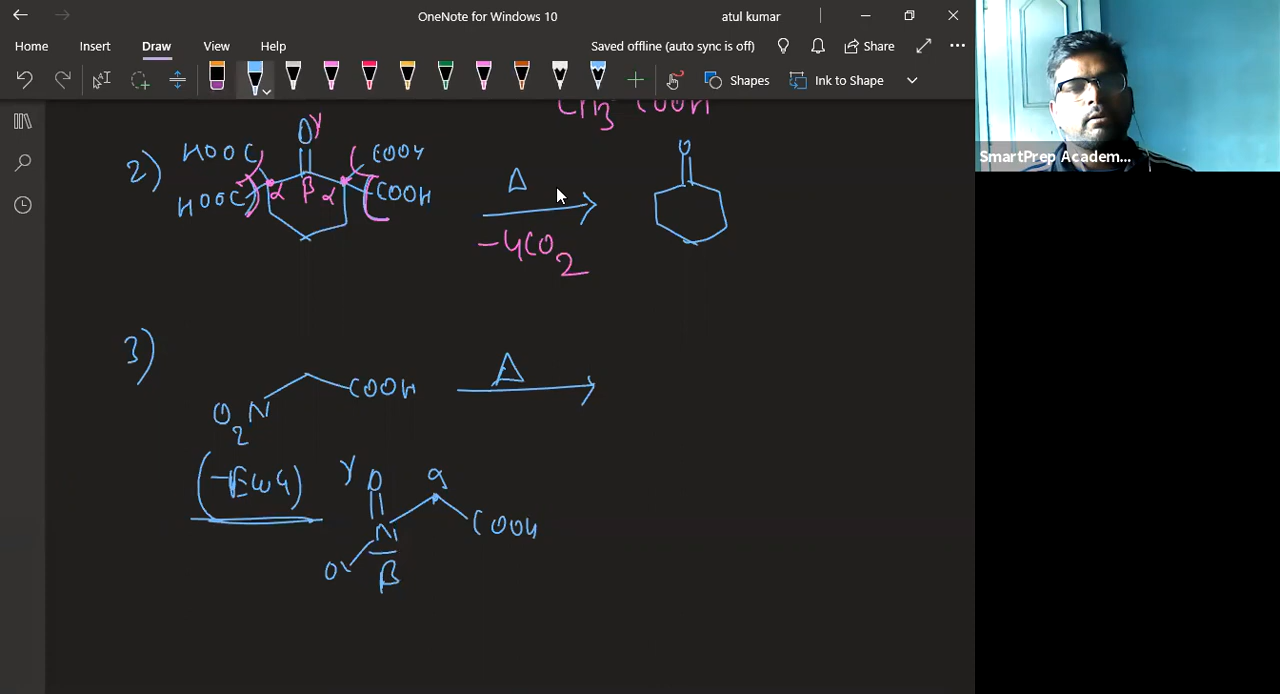 OneNote for Windows 10
atul kumar
Home Insert Draw View Help
Saved offline (auto sync is off)
Share
Shapes
Ink to Shape
SmartPrep Academ...
CH3 COOH
2)
O γ
HOOC
COOH
HOOC
α β α
COOH
Δ
-4CO2
O
3)
O2N
COOH
Δ
(-EWG)
γ O α
N
COOH
O
β